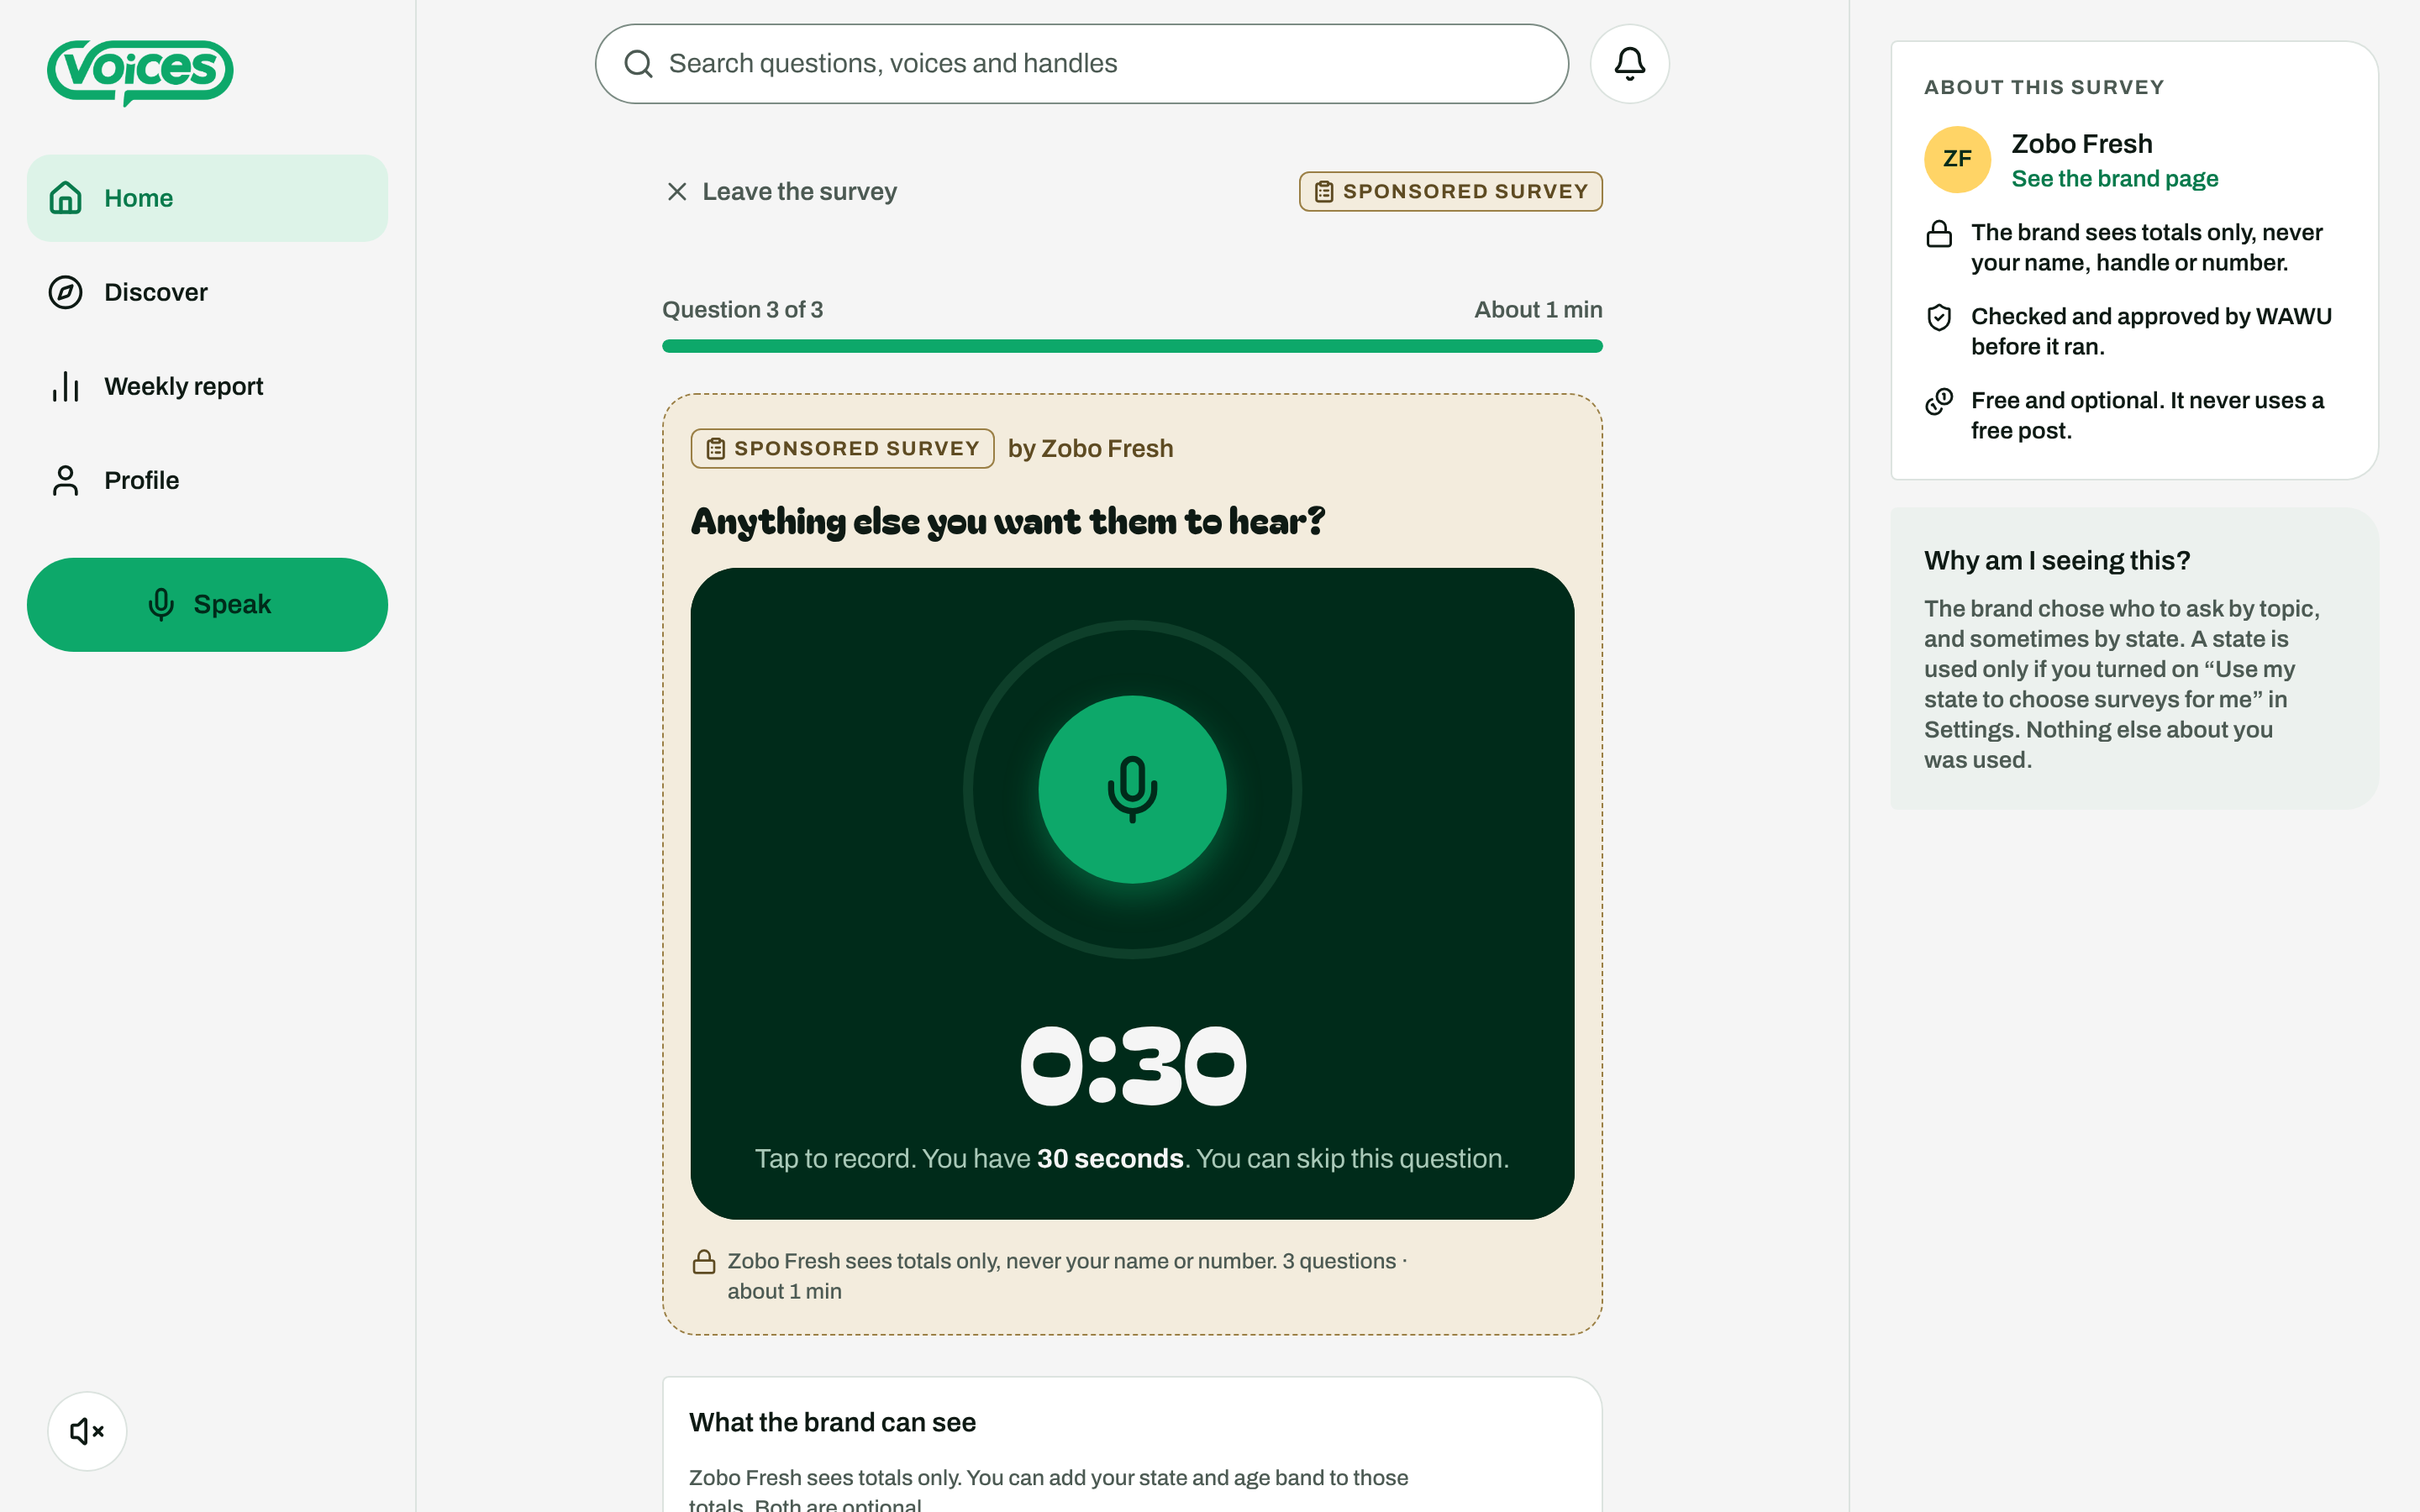 Voices
Home
Discover
Weekly report
Profile
Speak
Search questions, voices and handles
Leave the survey
SPONSORED SURVEY
Question 3 of 3
About 1 min
SPONSORED SURVEY by Zobo Fresh
Anything else you want them to hear?
0:30
Tap to record. You have 30 seconds. You can skip this question.
Zobo Fresh sees totals only, never your name or number. 3 questions ·
about 1 min
What the brand can see
Zobo Fresh sees totals only. You can add your state and age band to those
totals. Both are optional.
ABOUT THIS SURVEY
ZF
Zobo Fresh
See the brand page
The brand sees totals only, never
your name, handle or number.
Checked and approved by WAWU
before it ran.
Free and optional. It never uses a
free post.
Why am I seeing this?
The brand chose who to ask by topic,
and sometimes by state. A state is
used only if you turned on “Use my
state to choose surveys for me” in
Settings. Nothing else about you
was used.